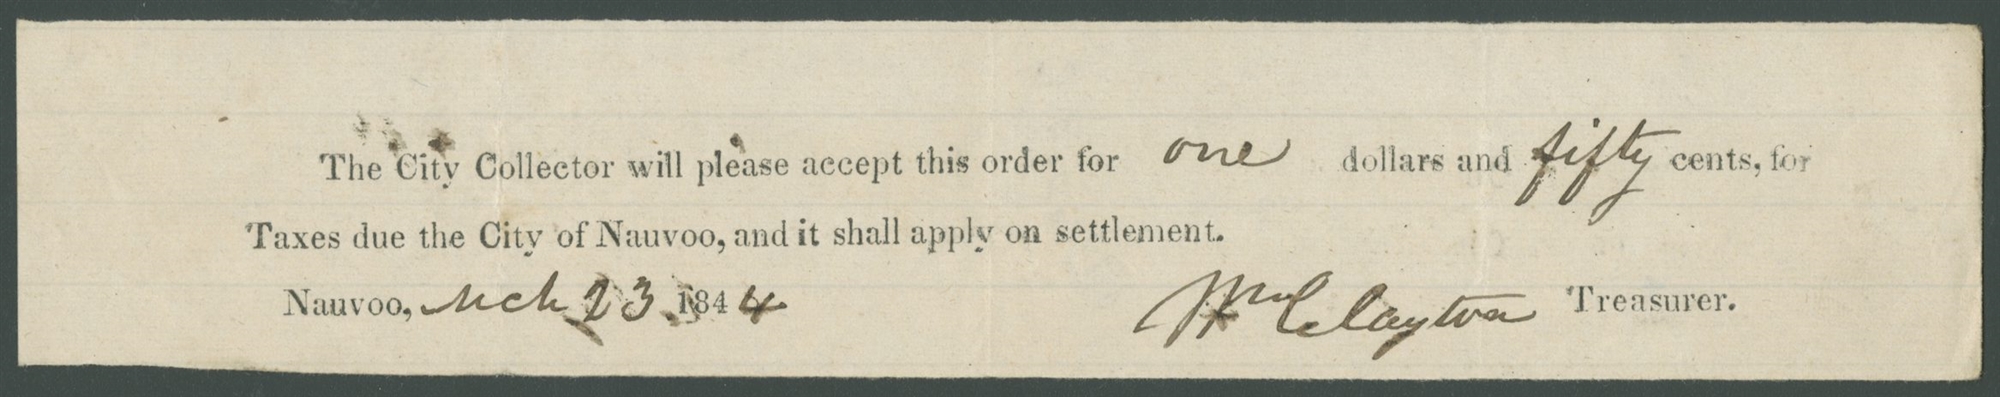 The City Collector will please accept this order for one dollars and fifty cents, for
Taxes due the City of Nauvoo, and it shall apply on settlement.
Nauvoo, Mch 23 1844 Wm Clayton Treasurer.